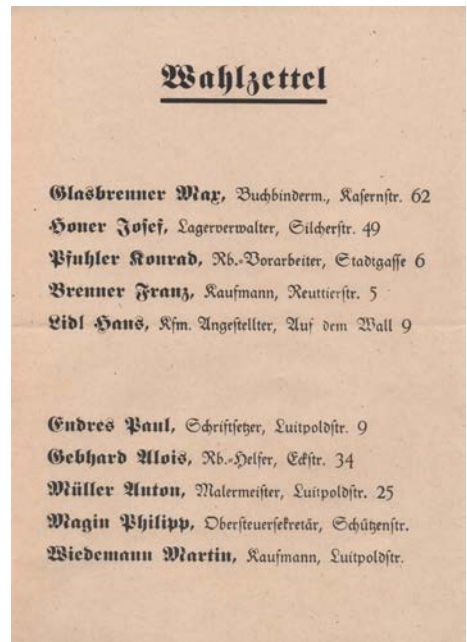 Wahlzettel
Glasbrenner Max, Buchbinderm., Kasernstr. 62
Honer Josef, Lagerverwalter, Silcherstr. 49
Pfuhler Konrad, Rb.-Vorarbeiter, Stadtgasse 6
Brenner Franz, Kaufmann, Reuttierstr. 5
Lidl Hans, Kfm. Angestellter, Auf dem Wall 9
Endres Paul, Schriftsetzer, Luitpoldstr. 9
Gebhard Alois, Rb.-Helfer, Eckstr. 34
Müller Anton, Malermeister, Luitpoldstr. 25
Magin Philipp, Obersteuersekretär, Schützenstr.
Wiedemann Martin, Kaufmann, Luitpoldstr.